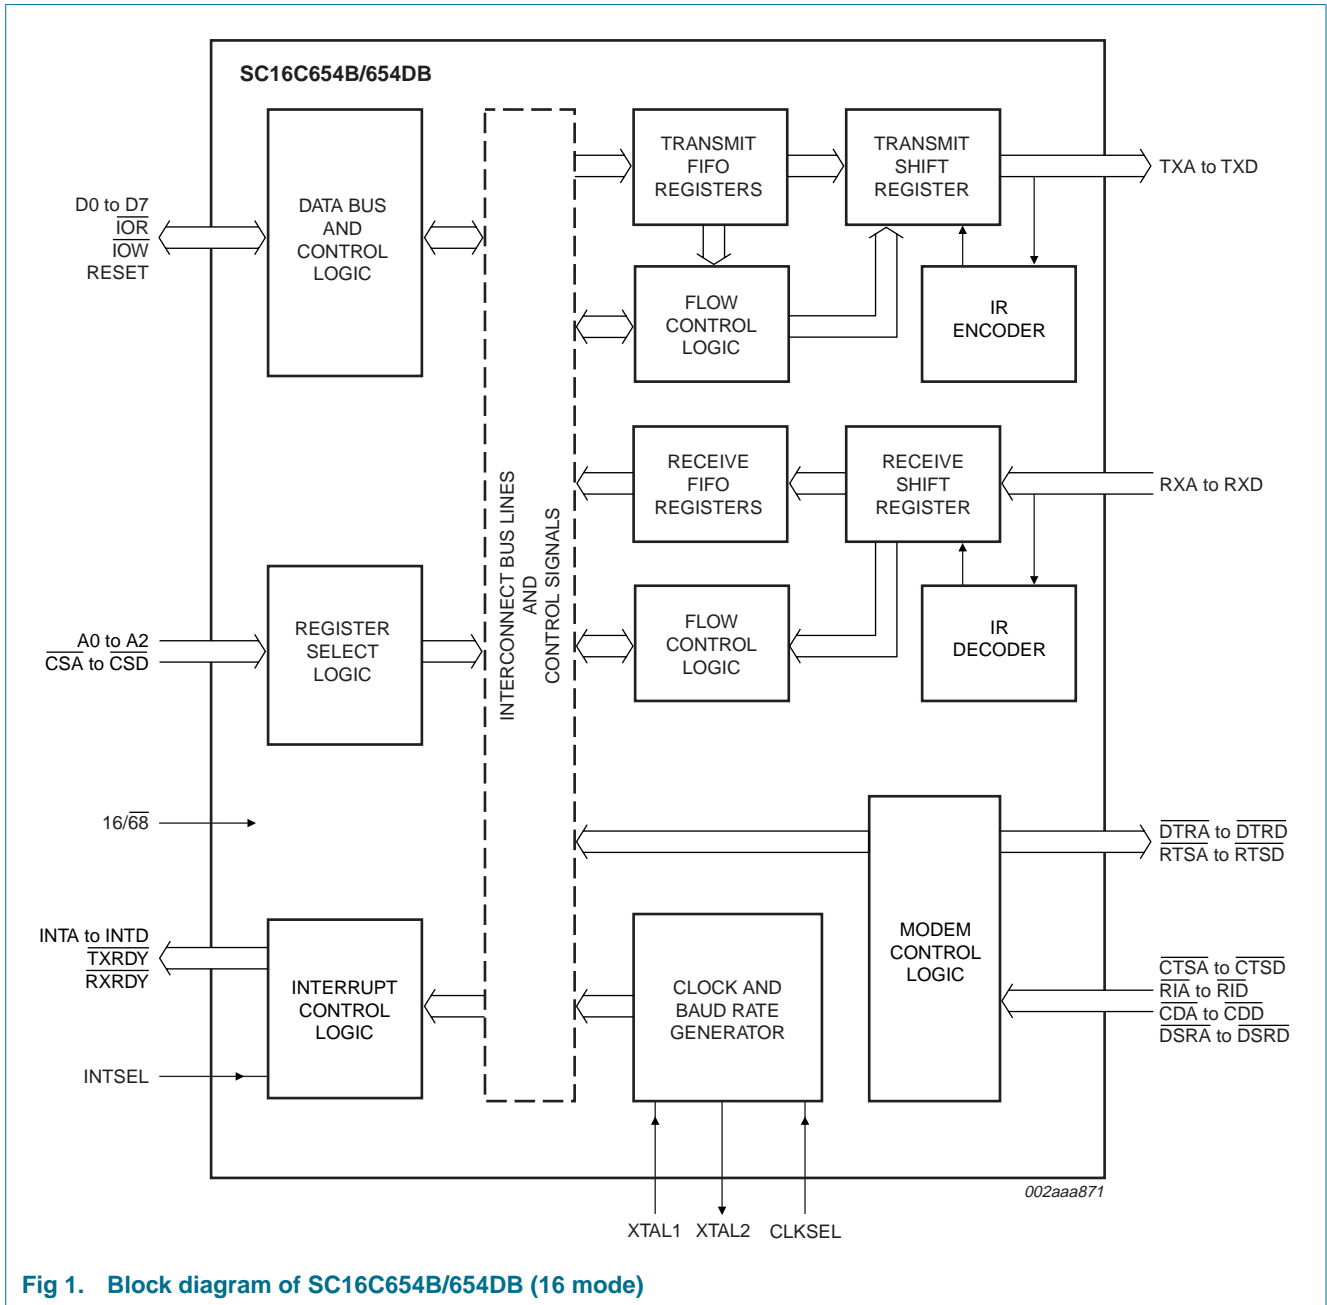 SC16C654B/654DB
D0 to D7
IOR
IOW
RESET
DATA BUS
AND
CONTROL
LOGIC
TRANSMIT
FIFO
REGISTERS
TRANSMIT
SHIFT
REGISTER
TXA to TXD
FLOW
CONTROL
LOGIC
IR
ENCODER
INTERCONNECT BUS LINES
AND
CONTROL SIGNALS
RECEIVE
FIFO
REGISTERS
RECEIVE
SHIFT
REGISTER
RXA to RXD
A0 to A2
CSA to CSD
REGISTER
SELECT
LOGIC
FLOW
CONTROL
LOGIC
IR
DECODER
16/68
DTRA to DTRD
RTSA to RTSD
MODEM
CONTROL
LOGIC
INTA to INTD
TXRDY
RXRDY
INTERRUPT
CONTROL
LOGIC
CLOCK AND
BAUD RATE
GENERATOR
CTSA to CTSD
RIA to RID
CDA to CDD
DSRA to DSRD
INTSEL
002aaa871
XTAL1 XTAL2 CLKSEL
Fig 1. Block diagram of SC16C654B/654DB (16 mode)